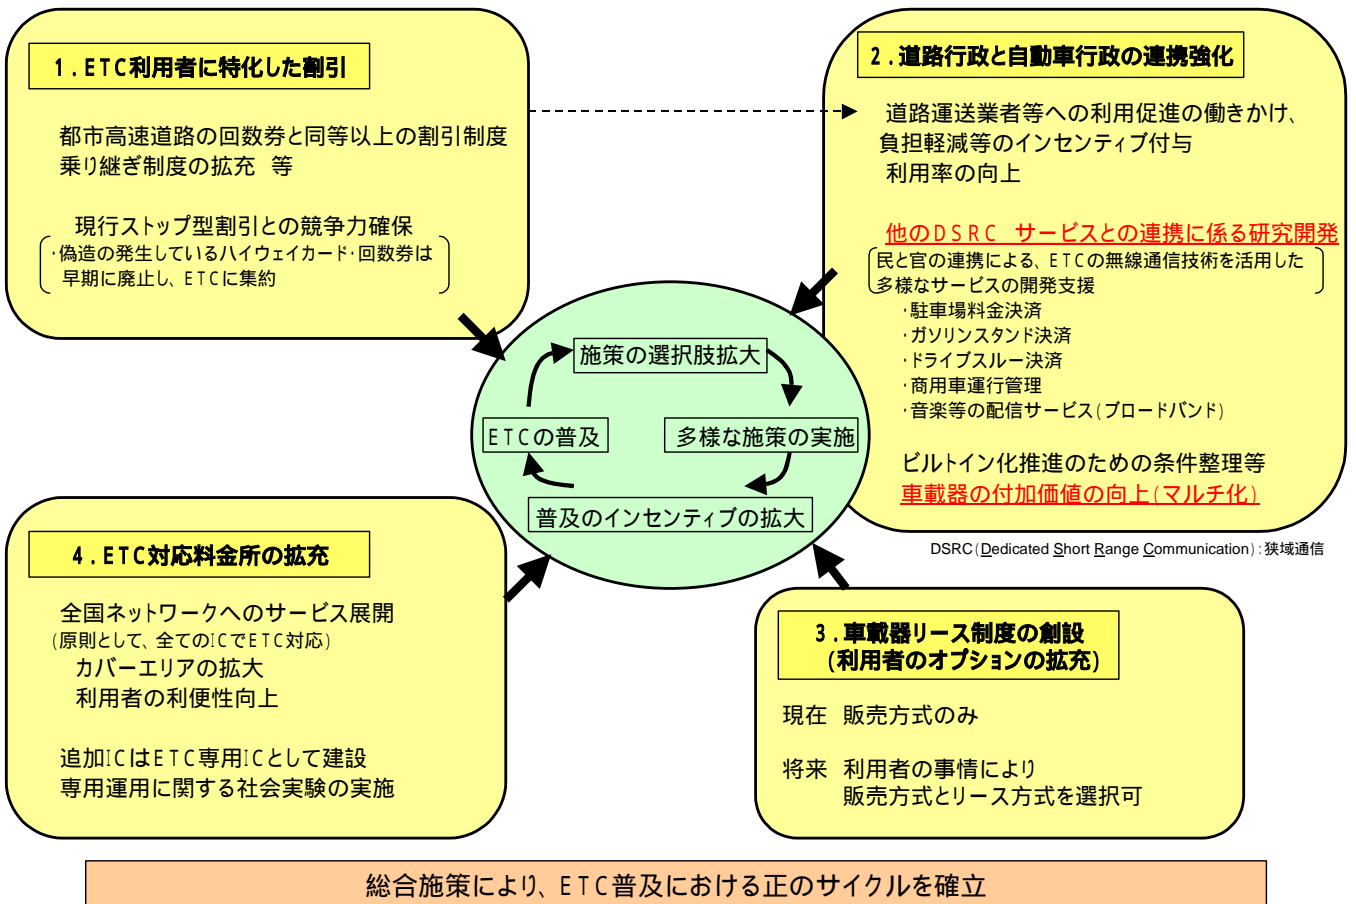 1．ETC利用者に特化した割引
都市高速道路の回数券と同等以上の割引制度
乗り継ぎ制度の拡充 等
現行ストップ型割引との競争力確保
・偽造の発生しているハイウェイカード・回数券は
早期に廃止し、ETCに集約
2．道路行政と自動車行政の連携強化
道路運送業者等への利用促進の働きかけ、
負担軽減等のインセンティブ付与
利用率の向上
他のDSRC サービスとの連携に係る研究開発
民と官の連携による、ETCの無線通信技術を活用した
多様なサービスの開発支援
・駐車場料金決済
・ガソリンスタンド決済
・ドライブスルー決済
・商用車運行管理
・音楽等の配信サービス(ブロードバンド)
ビルトイン化推進のための条件整理等
車載器の付加価値の向上(マルチ化)
DSRC(Dedicated Short Range Communication):狭域通信
施策の選択肢拡大
ETCの普及
多様な施策の実施
普及のインセンティブの拡大
4．ETC対応料金所の拡充
全国ネットワークへのサービス展開
(原則として、全てのICでETC対応)
カバーエリアの拡大
利用者の利便性向上
追加ICはETC専用ICとして建設
専用運用に関する社会実験の実施
3．車載器リース制度の創設
(利用者のオプションの拡充)
現在 販売方式のみ
将来 利用者の事情により
販売方式とリース方式を選択可
総合施策により、ETC普及における正のサイクルを確立